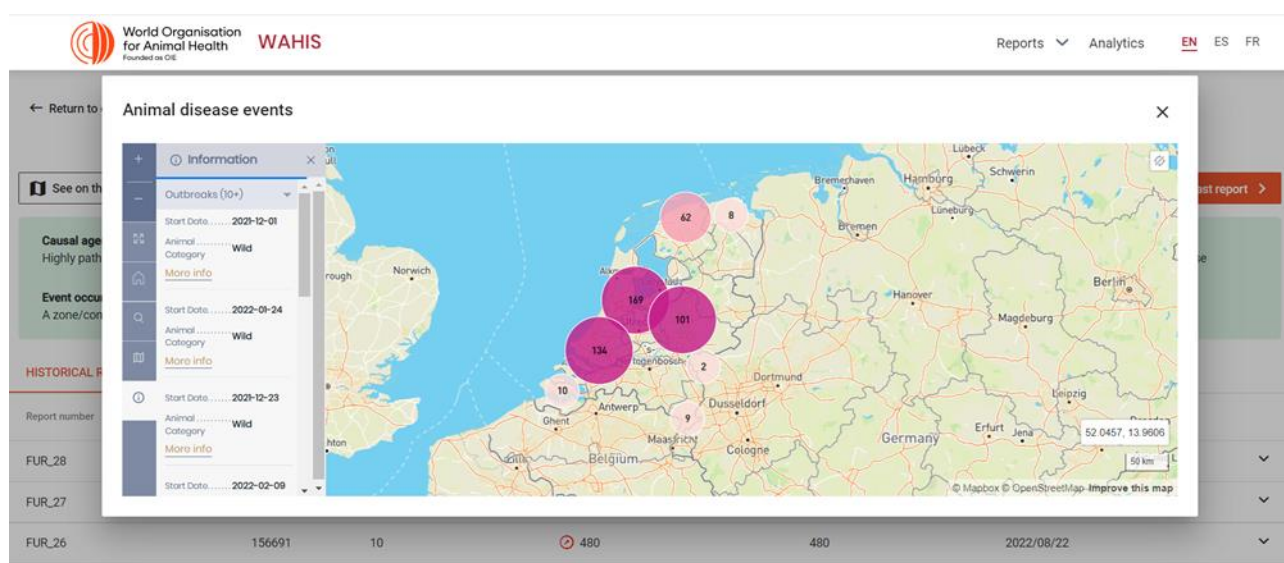 World Organisation
for Animal Health
Founded as OIE
WAHIS
Reports
Analytics
EN ES FR
← Return to
Animal disease events
×
See on th
ast report >
Causal age
Highly path
Event occu
A zone/con
se
HISTORICAL R
Report number
FUR_28
FUR_27
FUR_26 156691 10 480 480 2022/08/22
+
−
Information ×
Outbreaks (10+)
Start Date 2021-12-01
Animal
Category Wild
More info
Start Date 2022-01-24
Animal
Category Wild
More info
Start Date 2021-12-23
Animal
Category Wild
More info
Start Date 2022-02-09
Lübeck
Schwerin
Bremerhaven
Hamburg
Lüneburg
62
8
Bremen
Norwich
rough
169
101
Hanover
Berlin
Magdeburg
134
togenbosch
2
Dortmund
10
Antwerp
Düsseldorf
Leipzig
Ghent
9
Maastricht
Cologne
Germany
Erfurt
Jena
52.0457, 13.9606
hton
Belgium
50 km
© Mapbox © OpenStreetMap Improve this map